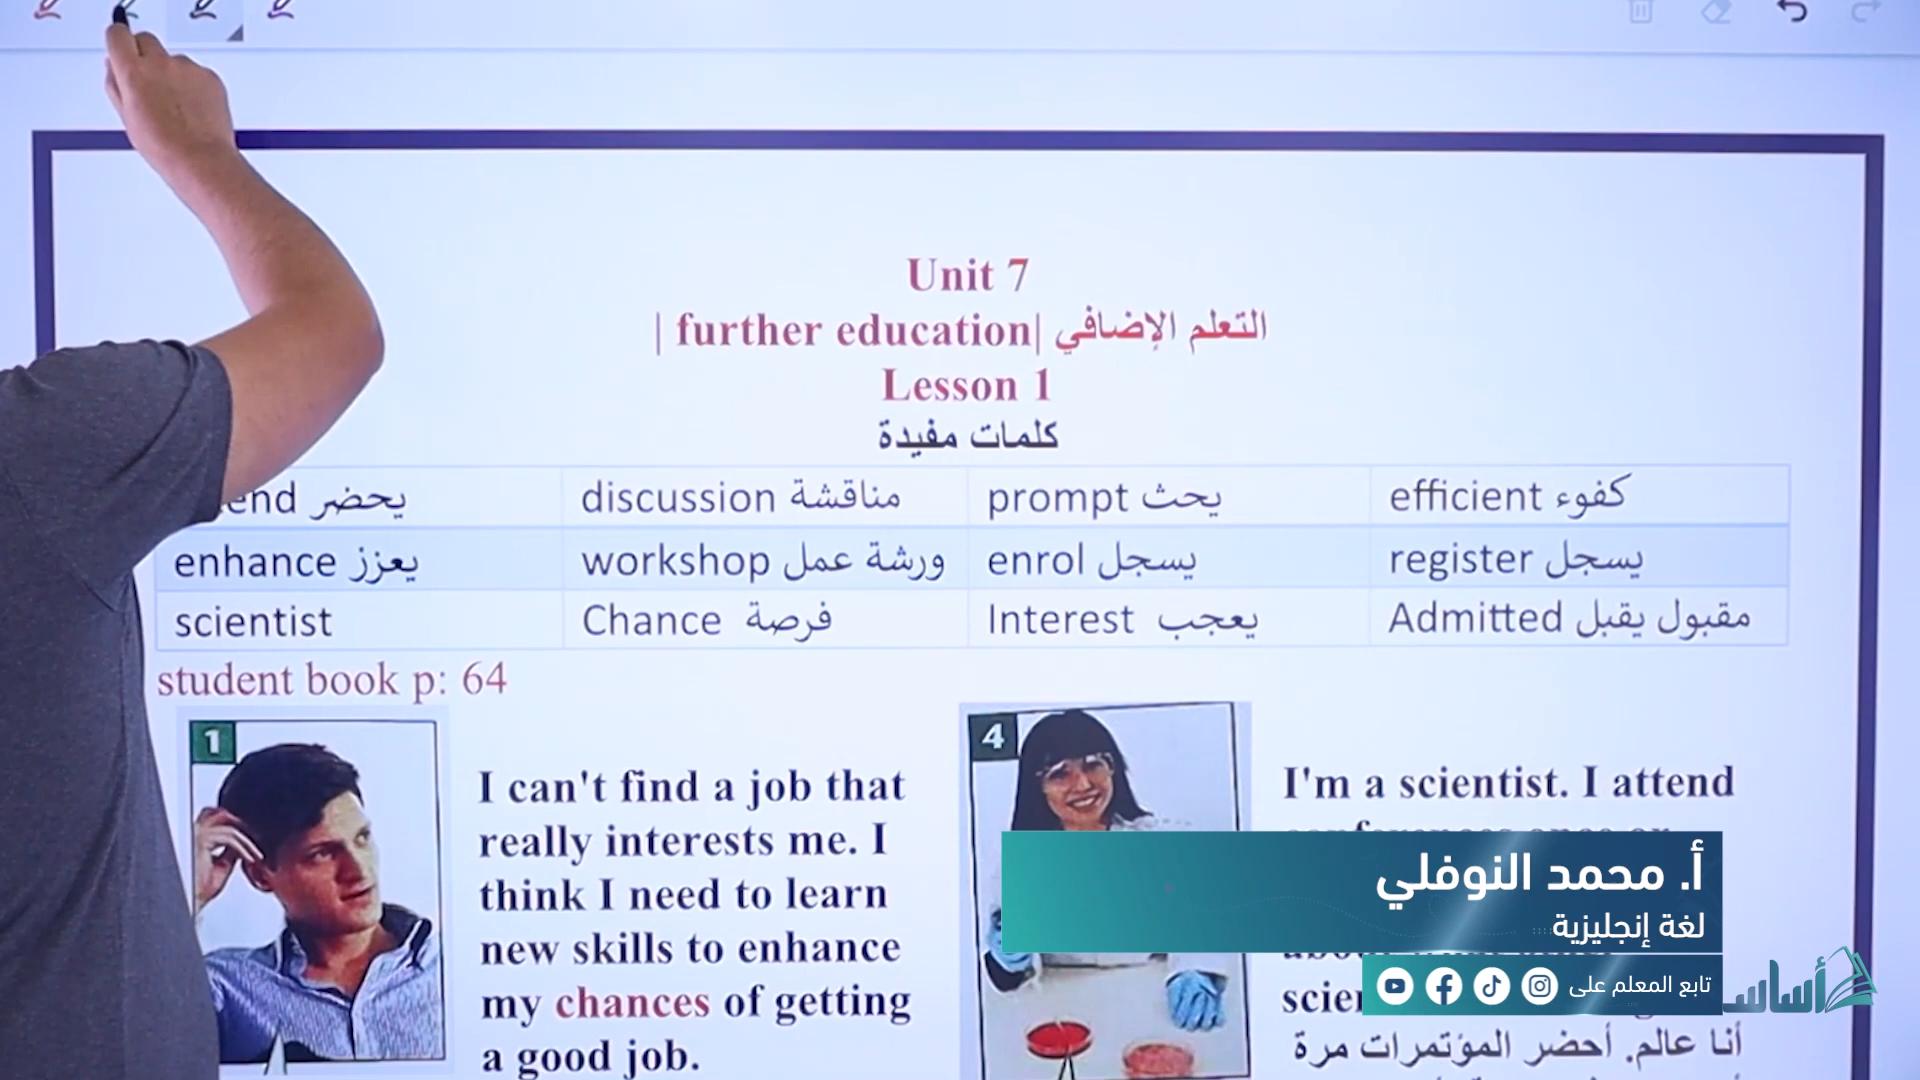 Unit 7
| further education| التعلم الإضافي
Lesson 1
كلمات مفيدة
يحضر
discussion مناقشة
prompt يحث
efficient كفوء
enhance يعزز
workshop ورشة عمل
enrol يسجل
register يسجل
scientist
Chance فرصة
Interest يعجب
Admitted مقبول يقبل
student book p: 64
1
I can't find a job that
really interests me. I
think I need to learn
new skills to enhance
my chances of getting
a good job.
4
I'm a scientist. I attend
أنا عالم. أحضر المؤتمرات مرة
أ. محمد النوفلي
لغة إنجليزية
تابع المعلم على
أساس